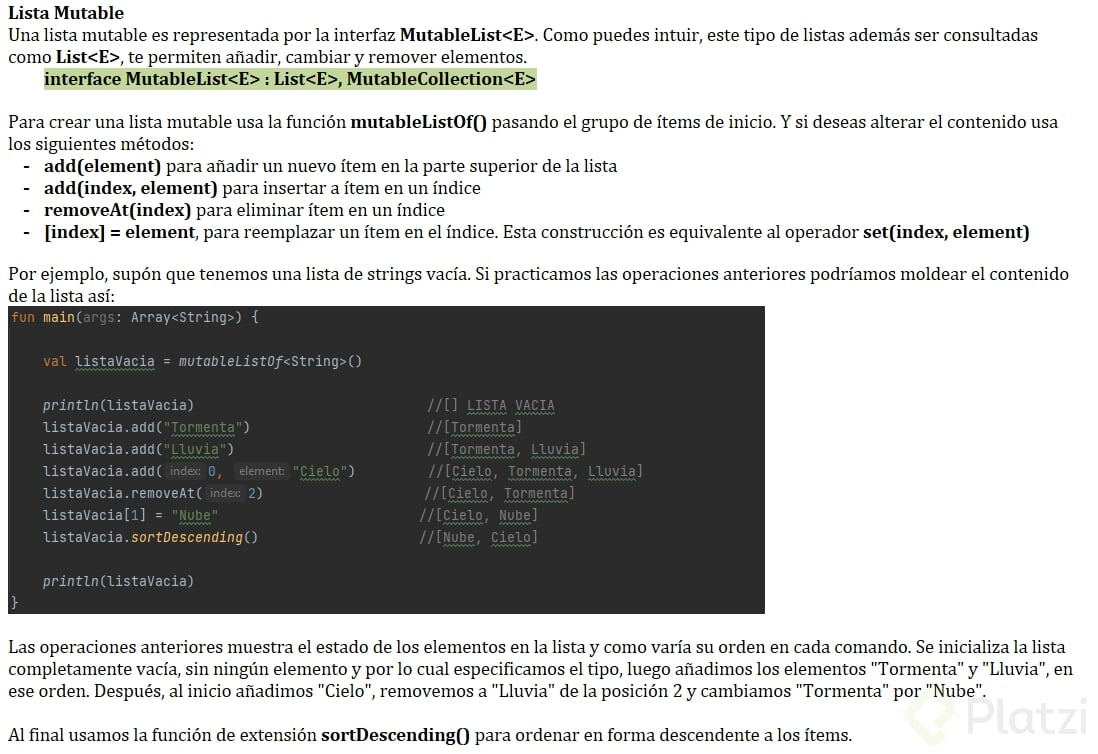 Lista Mutable
Una lista mutable es representada por la interfaz MutableList<E>. Como puedes intuir, este tipo de listas además ser consultadas
como List<E>, te permiten añadir, cambiar y remover elementos.
interface MutableList<E> : List<E>, MutableCollection<E>
Para crear una lista mutable usa la función mutableListOf() pasando el grupo de ítems de inicio. Y si deseas alterar el contenido usa
los siguientes métodos:
- add(element) para añadir un nuevo ítem en la parte superior de la lista
- add(index, element) para insertar a ítem en un índice
- removeAt(index) para eliminar ítem en un índice
- [index] = element, para reemplazar un ítem en el índice. Esta construcción es equivalente al operador set(index, element)
Por ejemplo, supón que tenemos una lista de strings vacía. Si practicamos las operaciones anteriores podríamos moldear el contenido
de la lista así:
fun main(args: Array<String>) {
val listaVacia = mutableListOf<String>()
println(listaVacia) //[] LISTA VACIA
listaVacia.add("Tormenta") //[Tormenta]
listaVacia.add("Lluvia") //[Tormenta, Lluvia]
listaVacia.add( index: 0, element: "Cielo") //[Cielo, Tormenta, Lluvia]
listaVacia.removeAt( index: 2) //[Cielo, Tormenta]
listaVacia[1] = "Nube" //[Cielo, Nube]
listaVacia.sortDescending() //[Nube, Cielo]
println(listaVacia)
}
Las operaciones anteriores muestra el estado de los elementos en la lista y como varía su orden en cada comando. Se inicializa la lista
completamente vacía, sin ningún elemento y por lo cual especificamos el tipo, luego añadimos los elementos "Tormenta" y "Lluvia", en
ese orden. Después, al inicio añadimos "Cielo", removemos a "Lluvia" de la posición 2 y cambiamos "Tormenta" por "Nube".
Platzi
Al final usamos la función de extensión sortDescending() para ordenar en forma descendente a los ítems.